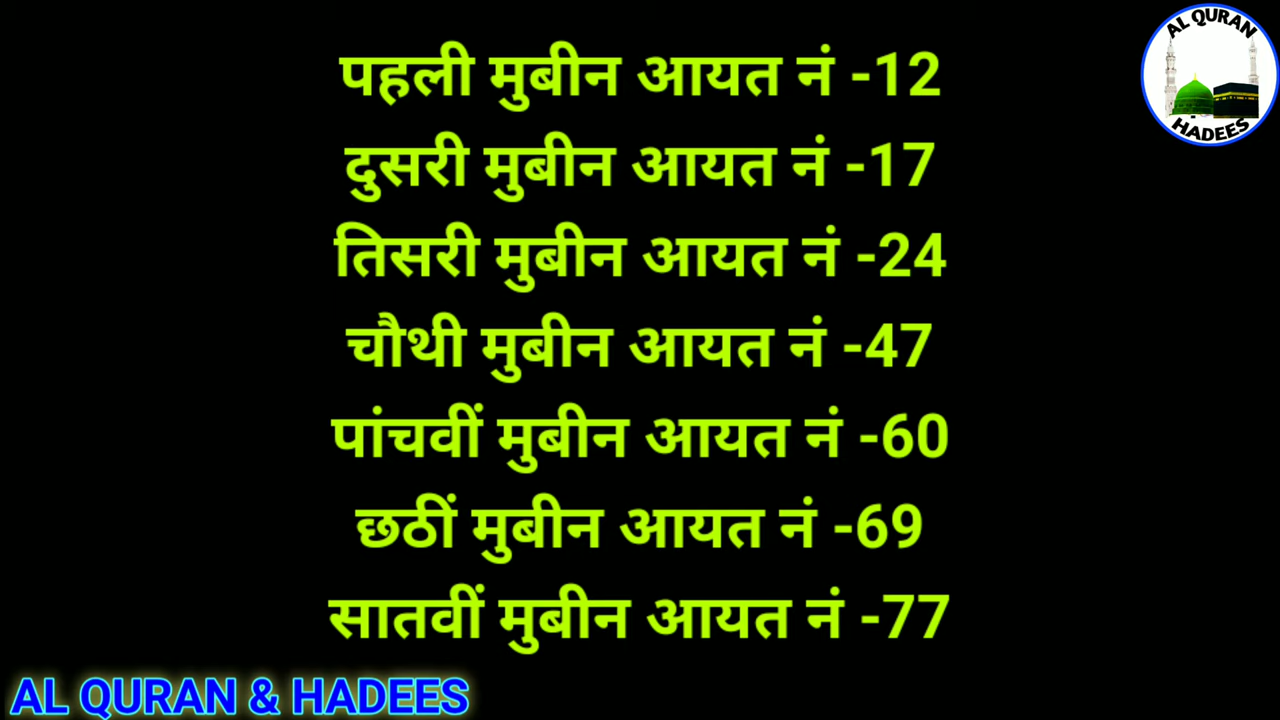 पहली मुबीन आयत नं -12
दुसरी मुबीन आयत नं -17
तिसरी मुबीन आयत नं -24
चौथी मुबीन आयत नं -47
पांचवीं मुबीन आयत नं -60
छठीं मुबीन आयत नं -69
सातवीं मुबीन आयत नं -77
AL QURAN
HADEES
AL QURAN & HADEES